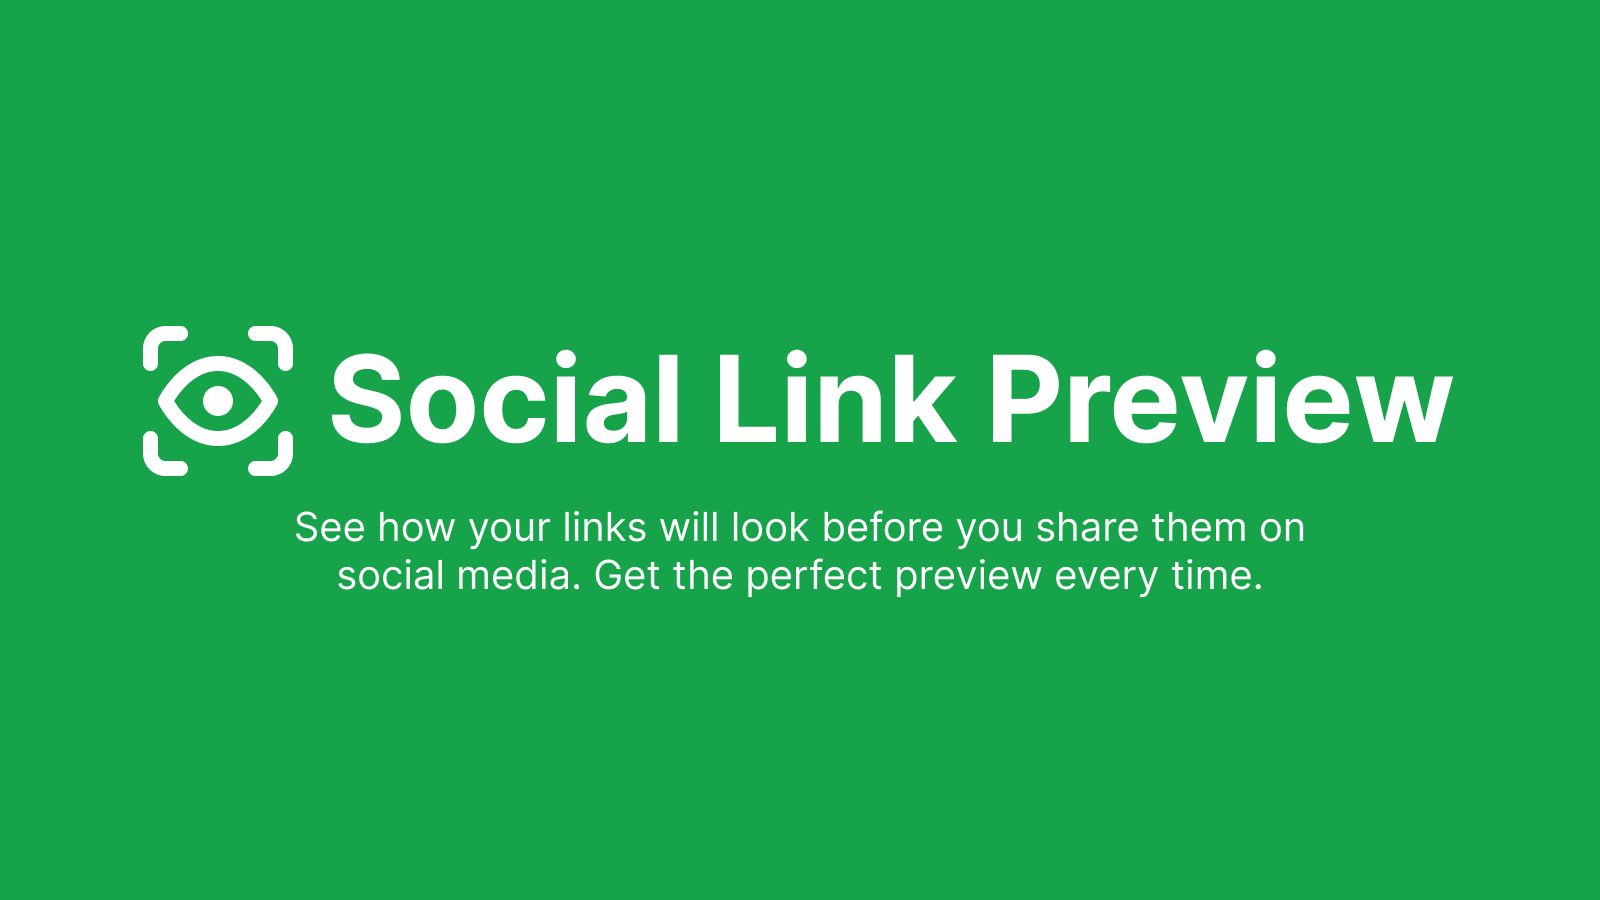 Social Link Preview
See how your links will look before you share them on
social media. Get the perfect preview every time.